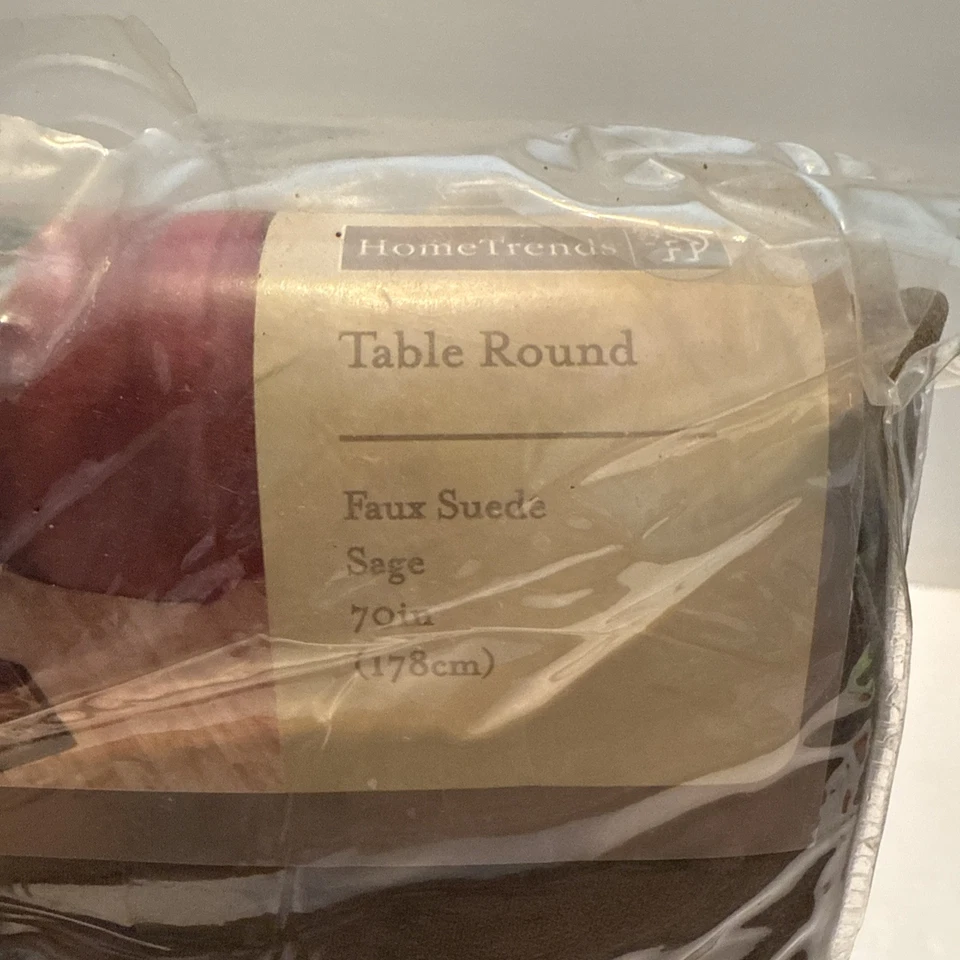 HomeTrends
Table Round
Faux Suede
Sage
70in
(178cm)